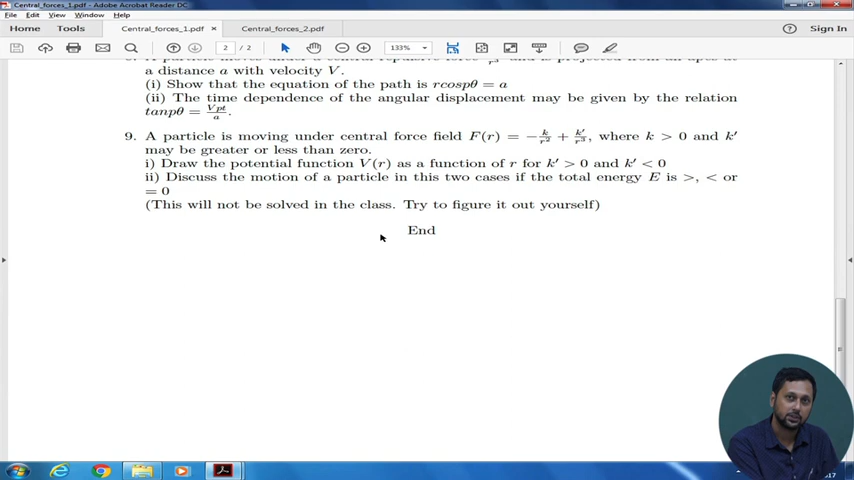 Central_forces_1.pdf - Adobe Acrobat Reader DC
File Edit View Window Help
Home Tools Central_forces_1.pdf × Central_forces_2.pdf Sign In
2 / 2 133%
a distance a with velocity V.
(i) Show that the equation of the path is rcospθ = a
(ii) The time dependence of the angular displacement may be given by the relation
tanpθ = Vpt/a.
9. A particle is moving under central force field F(r) = −k/r² + k′/r³, where k > 0 and k′
may be greater or less than zero.
i) Draw the potential function V(r) as a function of r for k′ > 0 and k′ < 0
ii) Discuss the motion of a particle in this two cases if the total energy E is >, < or
= 0
(This will not be solved in the class. Try to figure it out yourself)
End